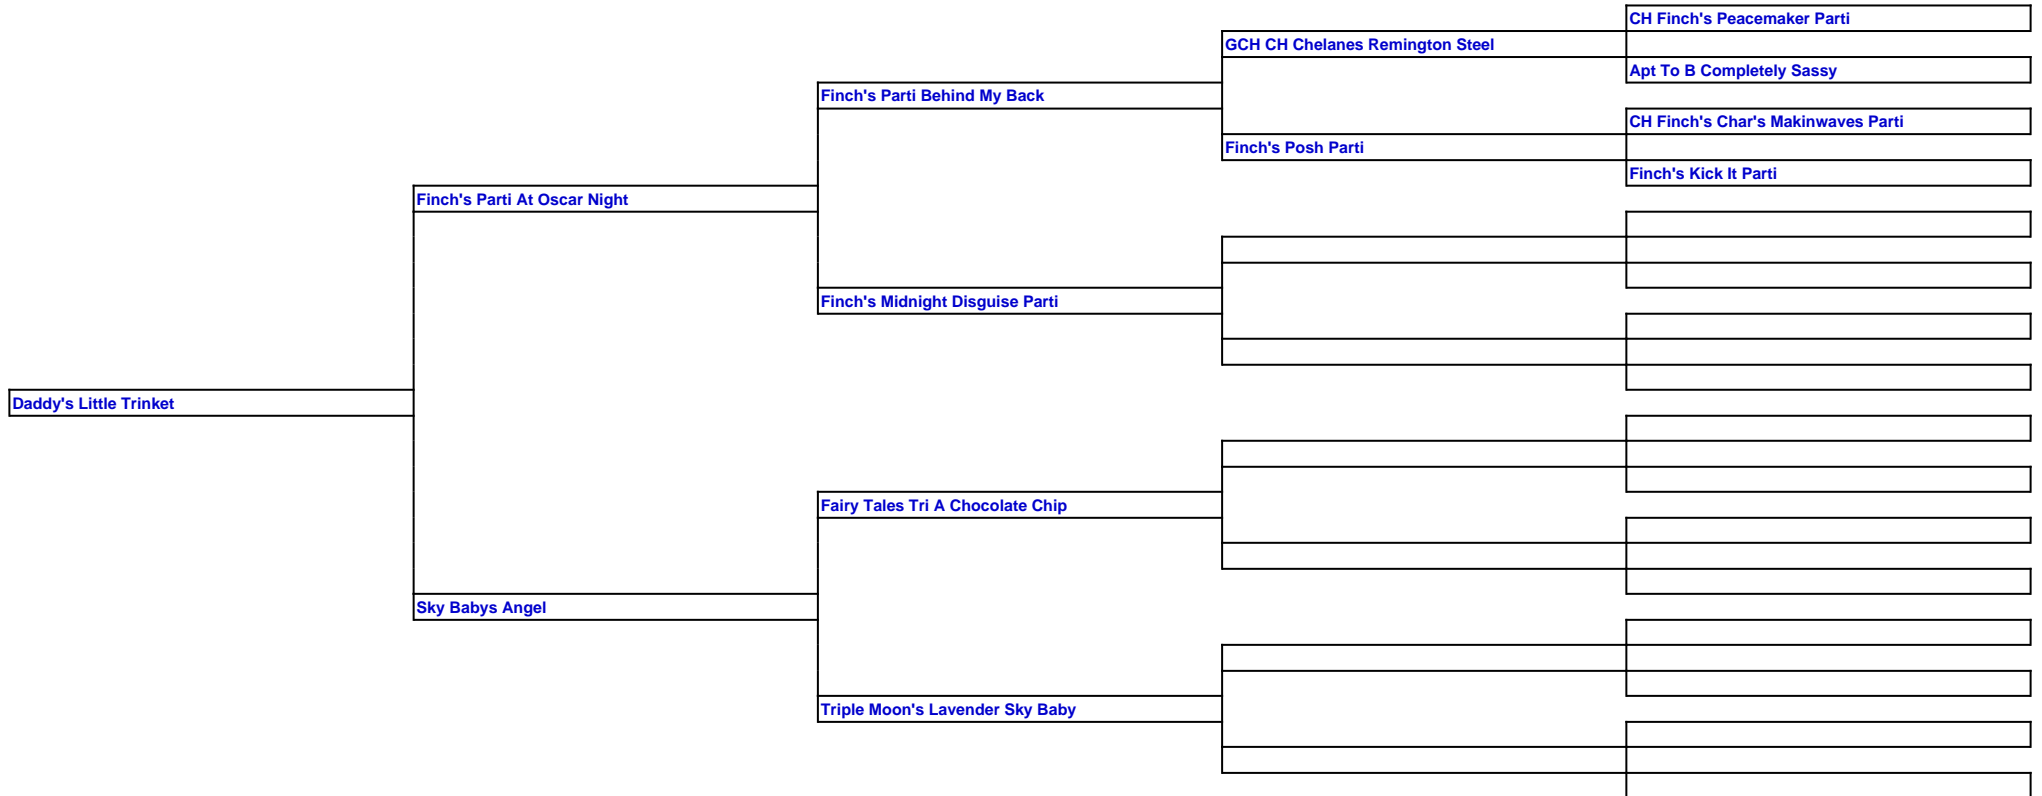 CH Finch's Peacemaker Parti
GCH CH Chelanes Remington Steel
Apt To B Completely Sassy
Finch's Parti Behind My Back
CH Finch's Char's Makinwaves Parti
Finch's Posh Parti
Finch's Kick It Parti
Finch's Parti At Oscar Night
Finch's Midnight Disguise Parti
Daddy's Little Trinket
Fairy Tales Tri A Chocolate Chip
Sky Babys Angel
Triple Moon's Lavender Sky Baby